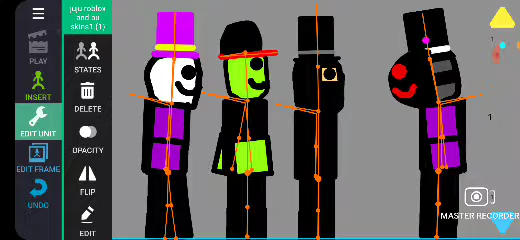 juju roblox
and au
skins1 (1)
PLAY
STATES
INSERT
DELETE
EDIT UNIT
OPACITY
EDIT FRAME
FLIP
UNDO
EDIT
1
1
MASTER RECORDER